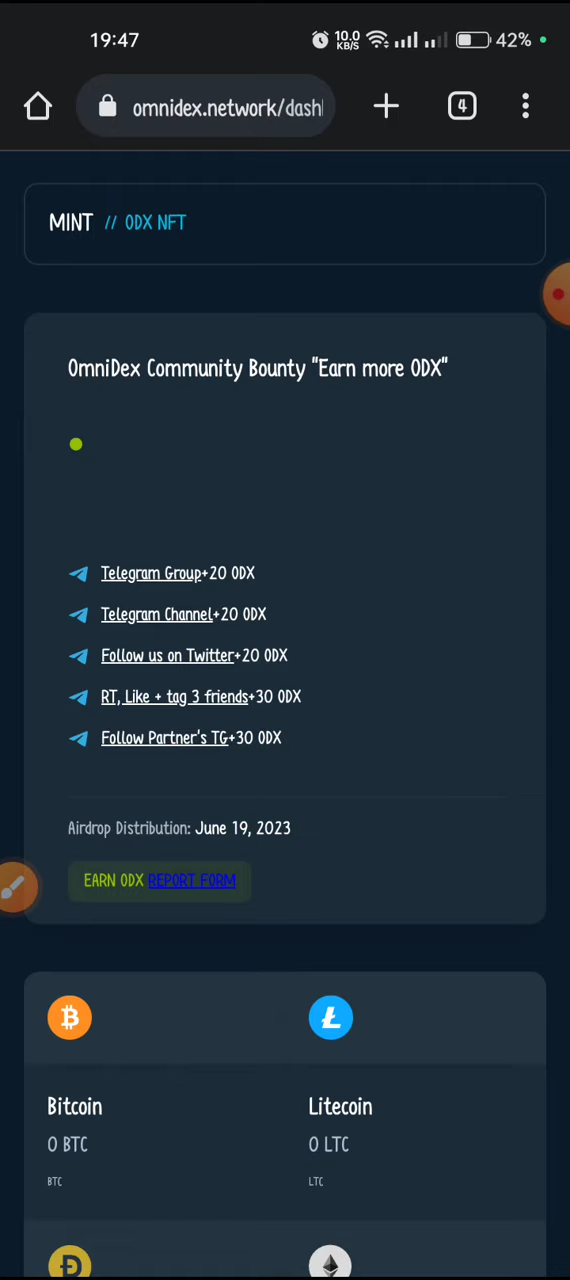 19:47
10.0 KB/S
42%
omnidex.network/dash
4
MINT // ODX NFT
OmniDex Community Bounty "Earn more ODX"
Telegram Group+20 ODX
Telegram Channel+20 ODX
Follow us on Twitter+20 ODX
RT, Like + tag 3 friends+30 ODX
Follow Partner's TG+30 ODX
Airdrop Distribution: June 19, 2023
EARN ODX REPORT FORM
Bitcoin
0 BTC
BTC
Litecoin
0 LTC
LTC